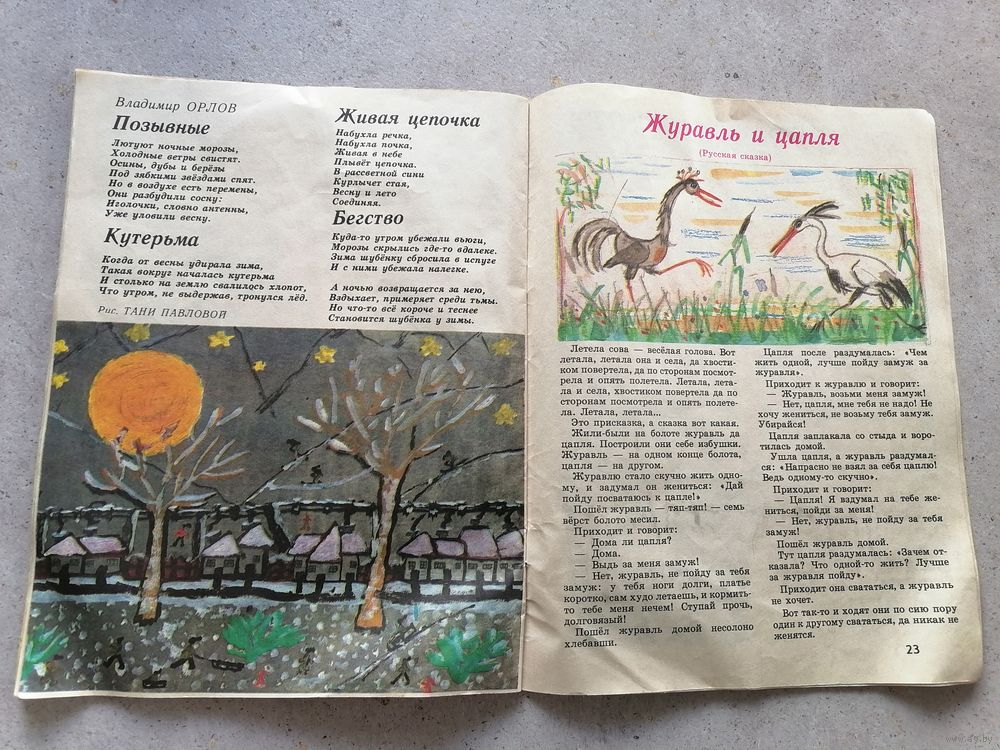 Владимир ОРЛОВ
Позывные
Лютуют ночные морозы,
Холодные ветры свистят.
Осины, дубы и берёзы
Под зябкими звёздами спят.
Но в воздухе есть перемены,
Они разбудили сосну:
Иголочки, словно антенны,
Уже уловили весну.
Кутерьма
Когда от весны удирала зима,
Такая вокруг началась кутерьма
И столько на землю свалилось хлопот,
Что утром, не выдержав, тронулся лёд.
Рис. ТАНИ ПАВЛОВОЙ
Живая цепочка
Набухла речка,
Набухла почка,
Живая в небе
Плывёт цепочка.
В рассветной сини
Курлычет стая,
Весну и лето
Соединяя.
Бегство
Куда-то утром убежали вьюги,
Морозы скрылись где-то вдалеке.
Зима шубёнку сбросила в испуге
И с ними убежала налегке.
А ночью возвращается за нею,
Вздыхает, примеряет среди тьмы.
Но что-то всё короче и теснее
Становится шубёнка у зимы.
Журавль и цапля
(Русская сказка)
Летела сова — весёлая голова. Вот
летала, летала она и села, да хвости-
ком повертела, да по сторонам посмот-
рела и опять полетела. Летала, лета-
ла и села, хвостиком повертела да по
сторонам посмотрела и опять полете-
ла. Летала, летала...
Это присказка, а сказка вот какая.
Жили-были на болоте журавль да
цапля. Построили они себе избушки.
Журавль — на одном конце болота,
цапля — на другом.
Журавлю стало скучно жить одно-
му, и задумал он жениться: «Дай
пойду посватаюсь к цапле!»
Пошёл журавль — тяп-тяп! — семь
вёрст болото месил.
Приходит и говорит:
— Дома ли цапля?
— Дома.
— Выдь за меня замуж!
— Нет, журавль, не пойду за тебя
замуж: у тебя ноги долги, платье
коротко, сам худо летаешь, и кормить-
то тебе меня нечем! Ступай прочь,
долговязый!
Пошёл журавль домой несолоно
хлебавши.
Цапля после раздумалась: «Чем
жить одной, лучше пойду замуж за
журавля».
Приходит к журавлю и говорит:
— Журавль, возьми меня замуж!
— Нет, цапля, мне тебя не надо! Не
хочу жениться, не возьму тебя замуж.
Убирайся!
Цапля заплакала со стыда и воро-
тилась домой.
Ушла цапля, а журавль раздумал-
ся: «Напрасно не взял за себя цаплю!
Ведь одному-то скучно».
Приходит и говорит:
— Цапля! Я вздумал на тебе же-
ниться, пойди за меня!
— Нет, журавль, не пойду за тебя
замуж!
Пошёл журавль домой.
Тут цапля раздумалась: «Зачем от-
казала? Что одной-то жить? Лучше
за журавля пойду».
Приходит она свататься, а журавль
не хочет.
Вот так-то и ходят они по сию пору
один к другому свататься, да никак не
женятся.
23
www.ay.by